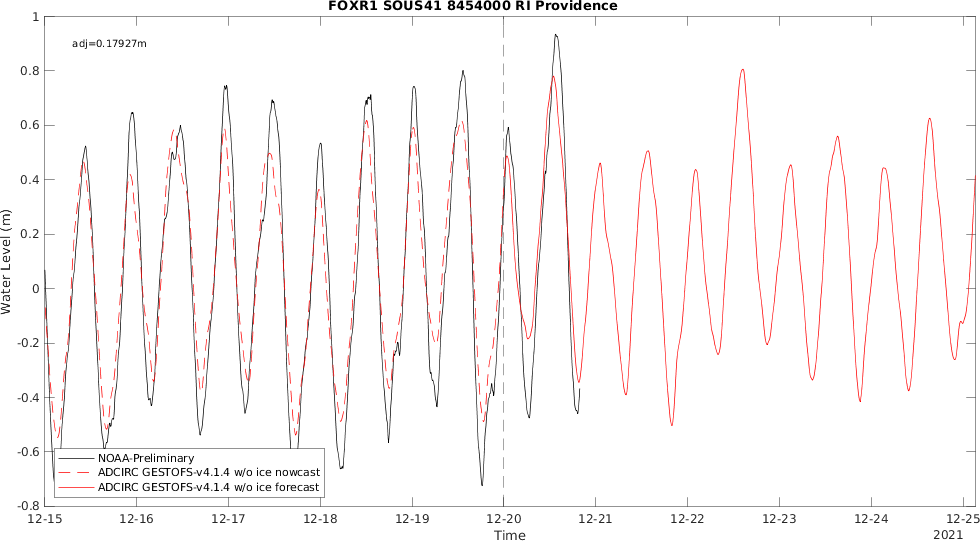 FOXR1 SOUS41 8454000 RI Providence
adj=0.17927m
Water Level (m)
1
0.8
0.6
0.4
0.2
0
-0.2
-0.4
-0.6
-0.8
NOAA-Preliminary
ADCIRC GESTOFS-v4.1.4 w/o ice nowcast
ADCIRC GESTOFS-v4.1.4 w/o ice forecast
12-15 12-16 12-17 12-18 12-19 12-20 12-21 12-22 12-23 12-24 12-25
Time
2021